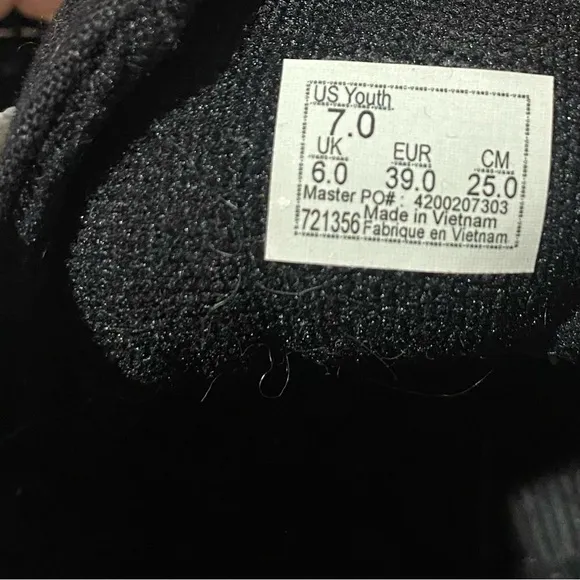 US Youth
7.0
UK EUR CM
6.0 39.0 25.0
Master PO# : 4200207303
721356 Made in Vietnam
Fabrique en Vietnam